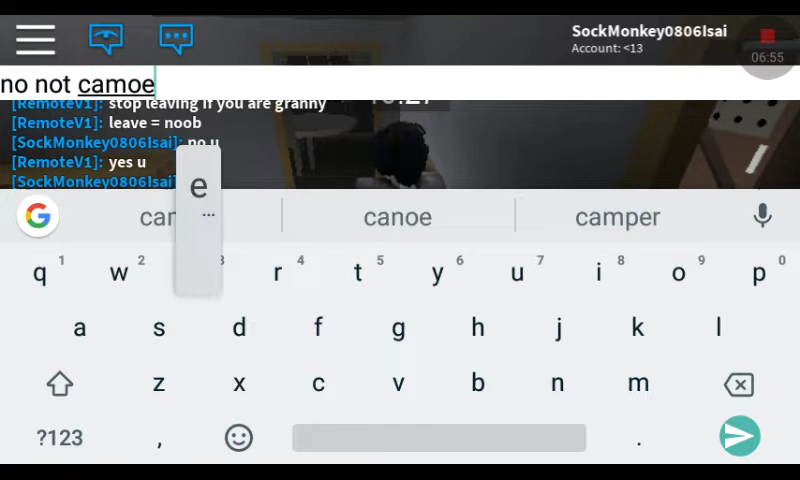 SockMonkey0806Isai
Account: <13
06:55
no not camoe
[RemoteV1]: stop leaving if you are granny
[RemoteV1]: leave = noob
[SockMonkey0806Isai]: no u
[RemoteV1]: yes u
[SockMonkey0806Isai]
e
...
canoe
camper
q 1 w 2 3 r 4 t 5 y 6 u 7 i 8 o 9 p 0
a s d f g h j k l
z x c v b n m
?123 , .